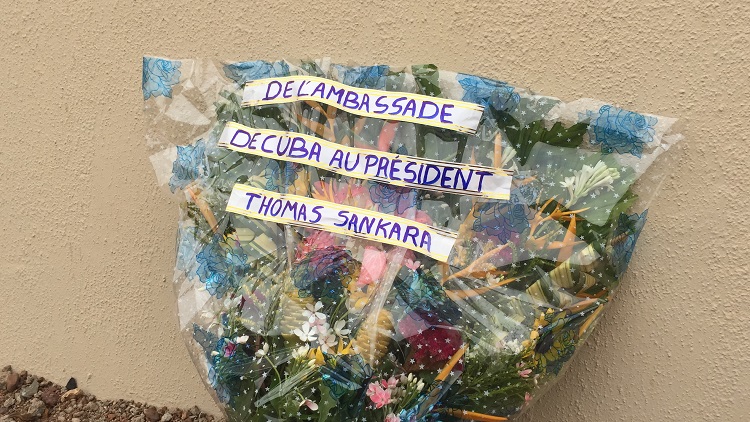 DE L'AMBASSADE
DE CUBA AU PRÉSIDENT
THOMAS SANKARA